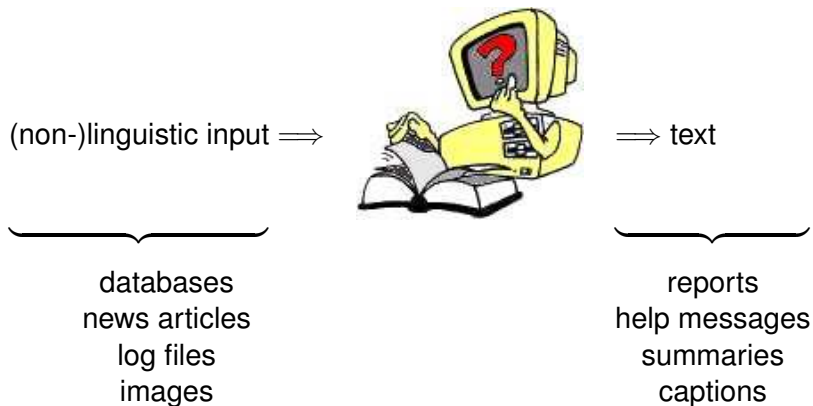 (non-)linguistic input ⟹ ? ⟹ text
databases
news articles
log files
images
reports
help messages
summaries
captions